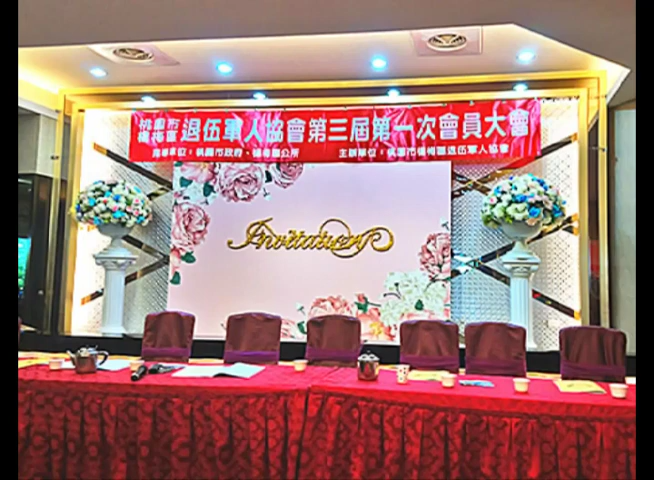 桃園市
楊梅區
退伍軍人協會第三屆第一次會員大會
指導單位：桃園市政府、楊梅區公所
主辦單位：桃園市楊梅區退伍軍人協會
Invitation